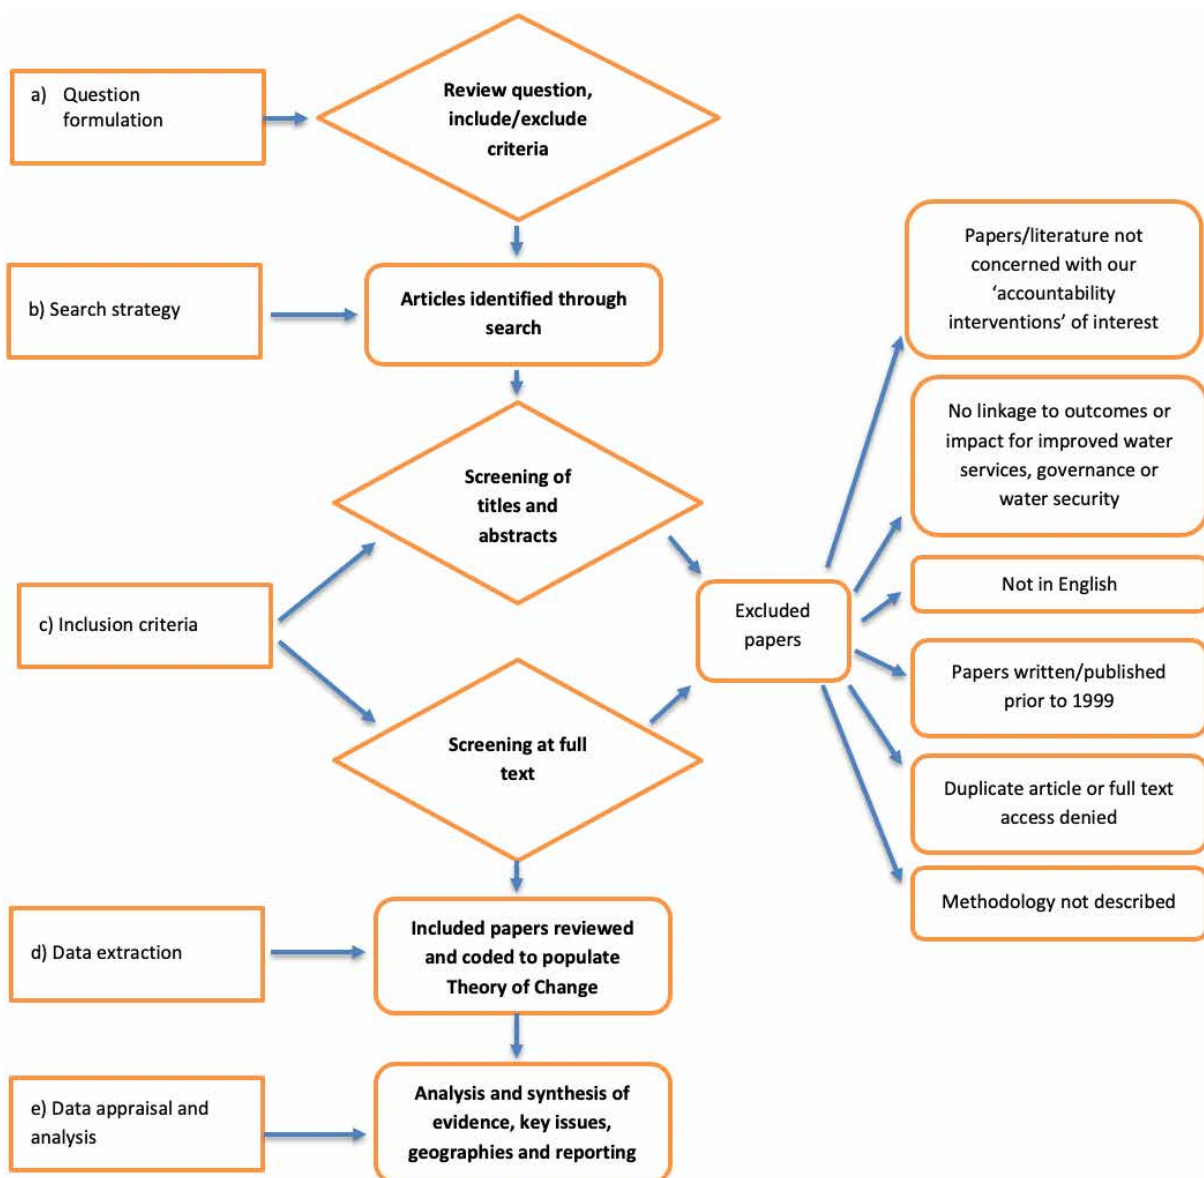 a) Question
formulation
Review question,
include/exclude
criteria
b) Search strategy
Articles identified through
search
c) Inclusion criteria
Screening of
titles and
abstracts
Screening at full
text
Excluded
papers
Papers/literature not
concerned with our
‘accountability
interventions’ of interest
No linkage to outcomes or
impact for improved water
services, governance or
water security
Not in English
Papers written/published
prior to 1999
Duplicate article or full text
access denied
Methodology not described
d) Data extraction
Included papers reviewed
and coded to populate
Theory of Change
e) Data appraisal and
analysis
Analysis and synthesis of
evidence, key issues,
geographies and reporting